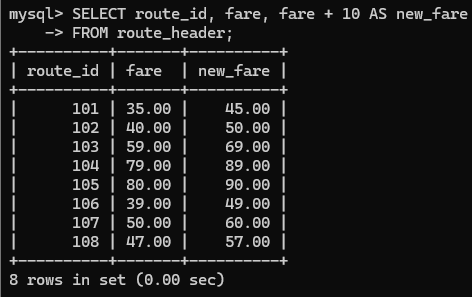 mysql> SELECT route_id, fare, fare + 10 AS new_fare
    -> FROM route_header;
+----------+-------+----------+
| route_id | fare  | new_fare |
+----------+-------+----------+
|      101 | 35.00 |    45.00 |
|      102 | 40.00 |    50.00 |
|      103 | 59.00 |    69.00 |
|      104 | 79.00 |    89.00 |
|      105 | 80.00 |    90.00 |
|      106 | 39.00 |    49.00 |
|      107 | 50.00 |    60.00 |
|      108 | 47.00 |    57.00 |
+----------+-------+----------+
8 rows in set (0.00 sec)